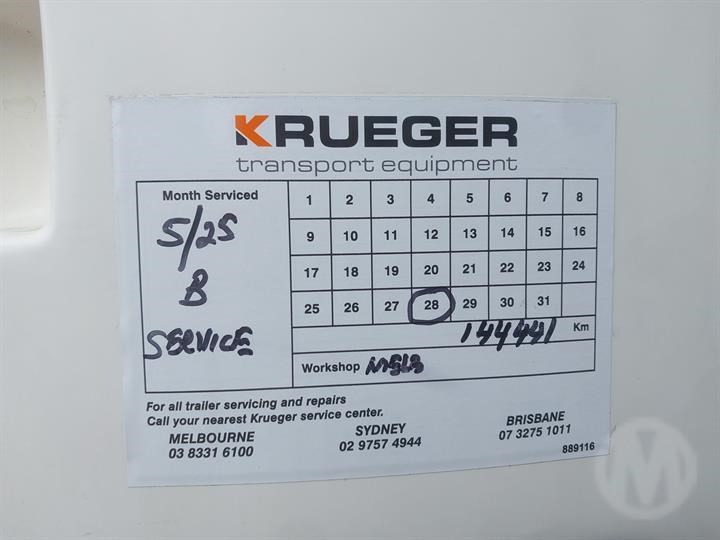 KRUEGER
transport equipment
Month Serviced
5/25
B
SERVICE
1 2 3 4 5 6 7 8
9 10 11 12 13 14 15 16
17 18 19 20 21 22 23 24
25 26 27 28 29 30 31
144441 Km
Workshop MELB
For all trailer servicing and repairs
Call your nearest Krueger service center.
MELBOURNE SYDNEY BRISBANE
03 8331 6100 02 9757 4944 07 3275 1011
889116
M